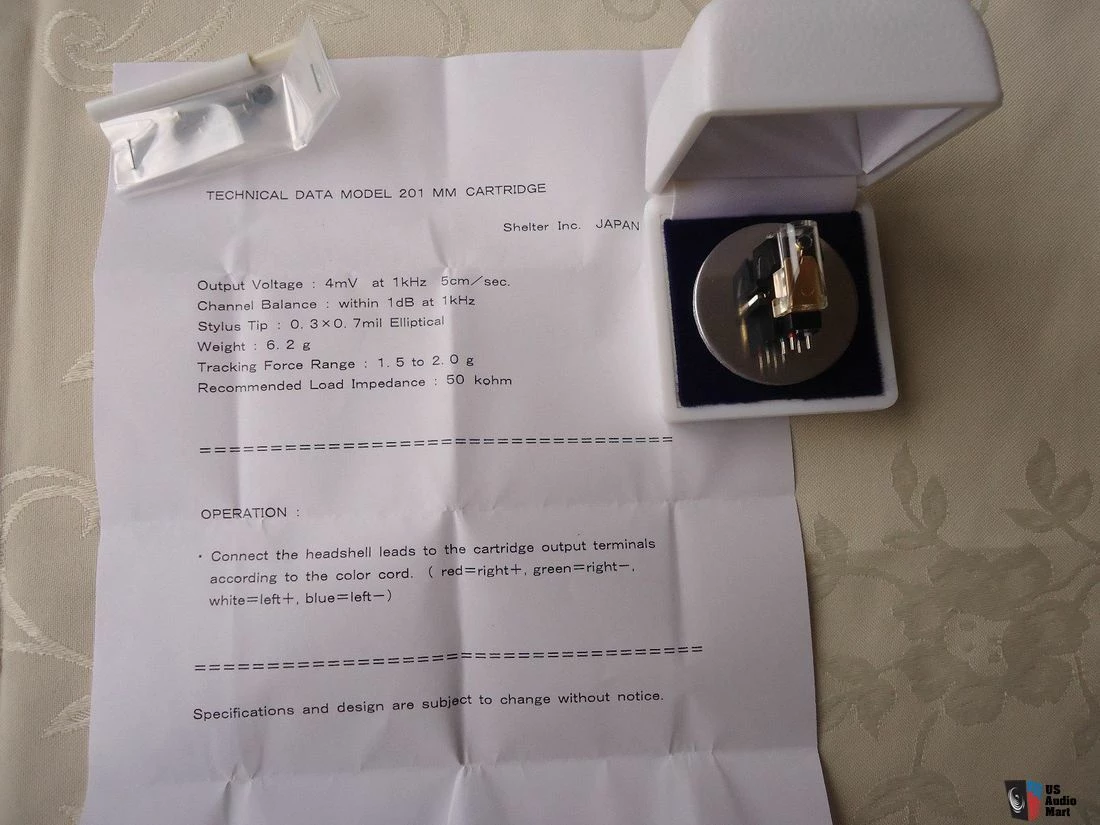 TECHNICAL DATA MODEL 201 MM CARTRIDGE
Shelter Inc. JAPAN
Output Voltage : 4mV at 1kHz 5cm/sec.
Channel Balance : within 1dB at 1kHz
Stylus Tip : 0.3×0.7mil Elliptical
Weight : 6.2 g
Tracking Force Range : 1.5 to 2.0 g
Recommended Load Impedance : 50 kohm
=================================
OPERATION :
・Connect the headshell leads to the cartridge output terminals
according to the color cord. ( red=right+, green=right−,
white=left+, blue=left−)
===================================
Specifications and design are subject to change without notice.
US
Audio
Mart